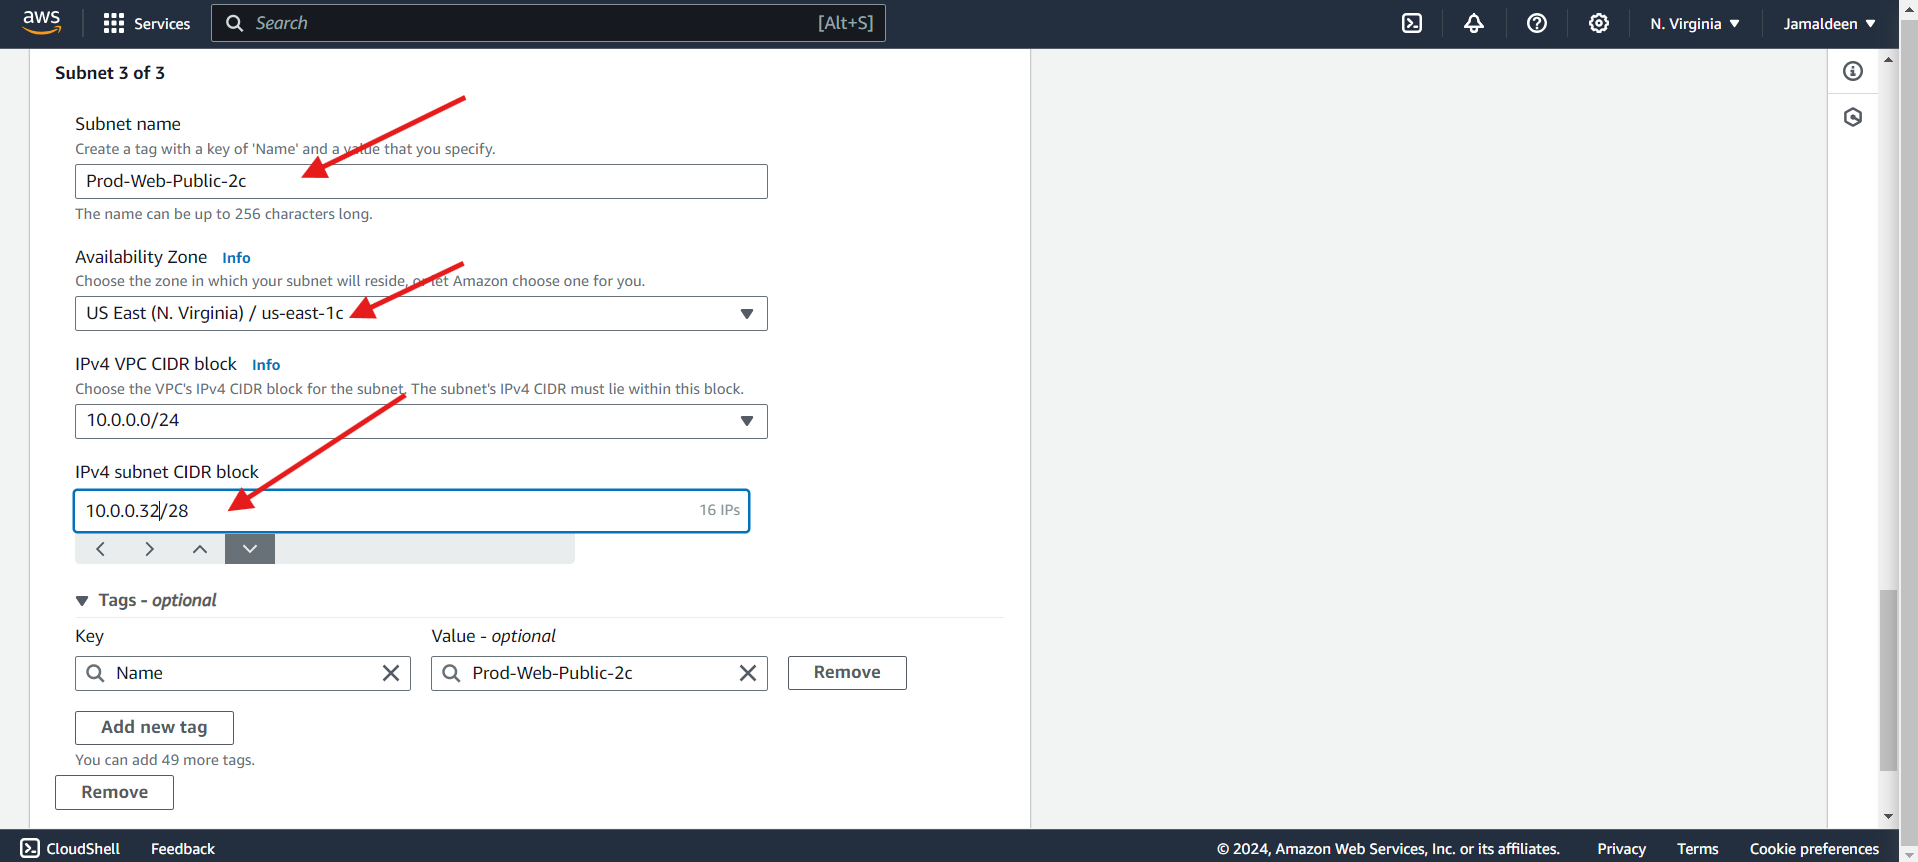 aws Services Search [Alt+S] N. Virginia Jamaldeen
Subnet 3 of 3
Subnet name
Create a tag with a key of 'Name' and a value that you specify.
Prod-Web-Public-2c
The name can be up to 256 characters long.
Availability Zone Info
Choose the zone in which your subnet will reside, or let Amazon choose one for you.
US East (N. Virginia) / us-east-1c
IPv4 VPC CIDR block Info
Choose the VPC's IPv4 CIDR block for the subnet. The subnet's IPv4 CIDR must lie within this block.
10.0.0.0/24
IPv4 subnet CIDR block
10.0.0.32/28 16 IPs
Tags - optional
Key Value - optional
Name Prod-Web-Public-2c Remove
Add new tag
You can add 49 more tags.
Remove
CloudShell Feedback © 2024, Amazon Web Services, Inc. or its affiliates. Privacy Terms Cookie preferences